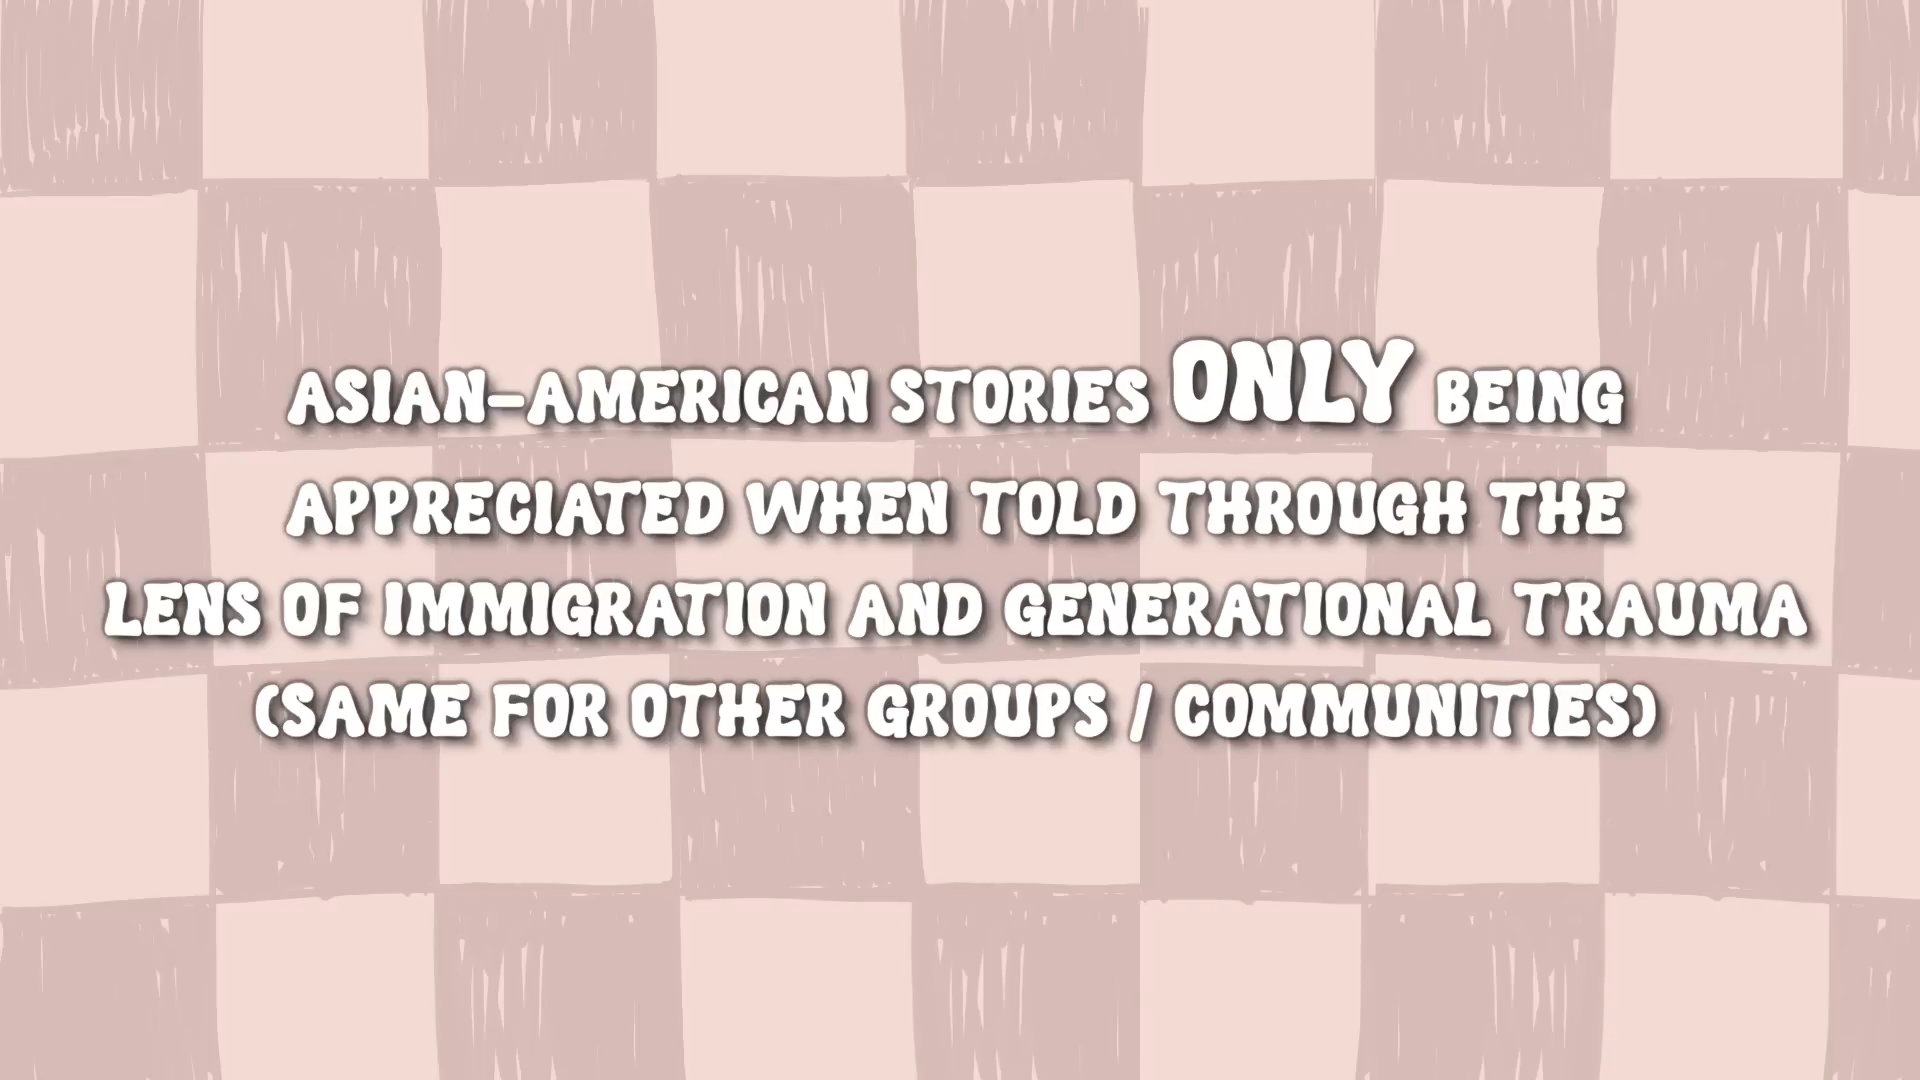 ASIAN-AMERICAN STORIES ONLY BEING
APPRECIATED WHEN TOLD THROUGH THE
LENS OF IMMIGRATION AND GENERATIONAL TRAUMA
(SAME FOR OTHER GROUPS / COMMUNITIES)